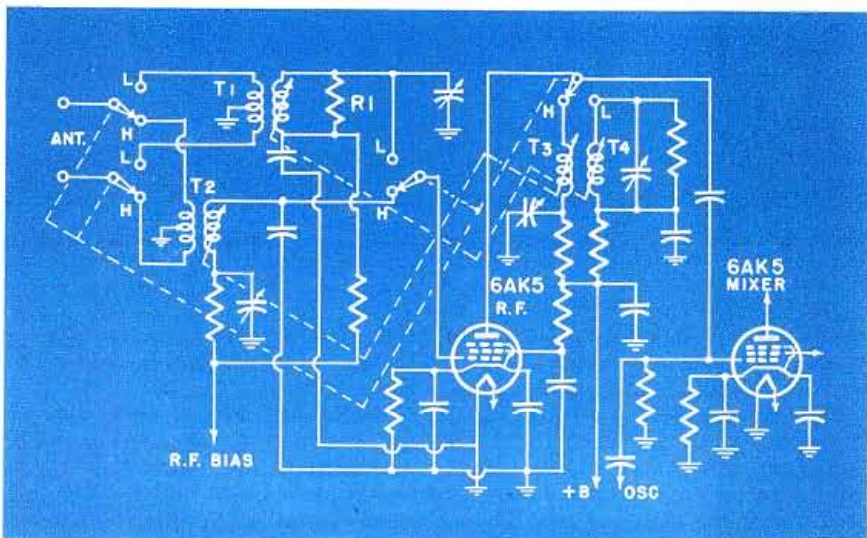 L
T1
R1
H
ANT.
L
L
H
T2
H
H
L
T3
T4
6AK5
R.F.
6AK5
MIXER
R.F. BIAS
+B
OSC